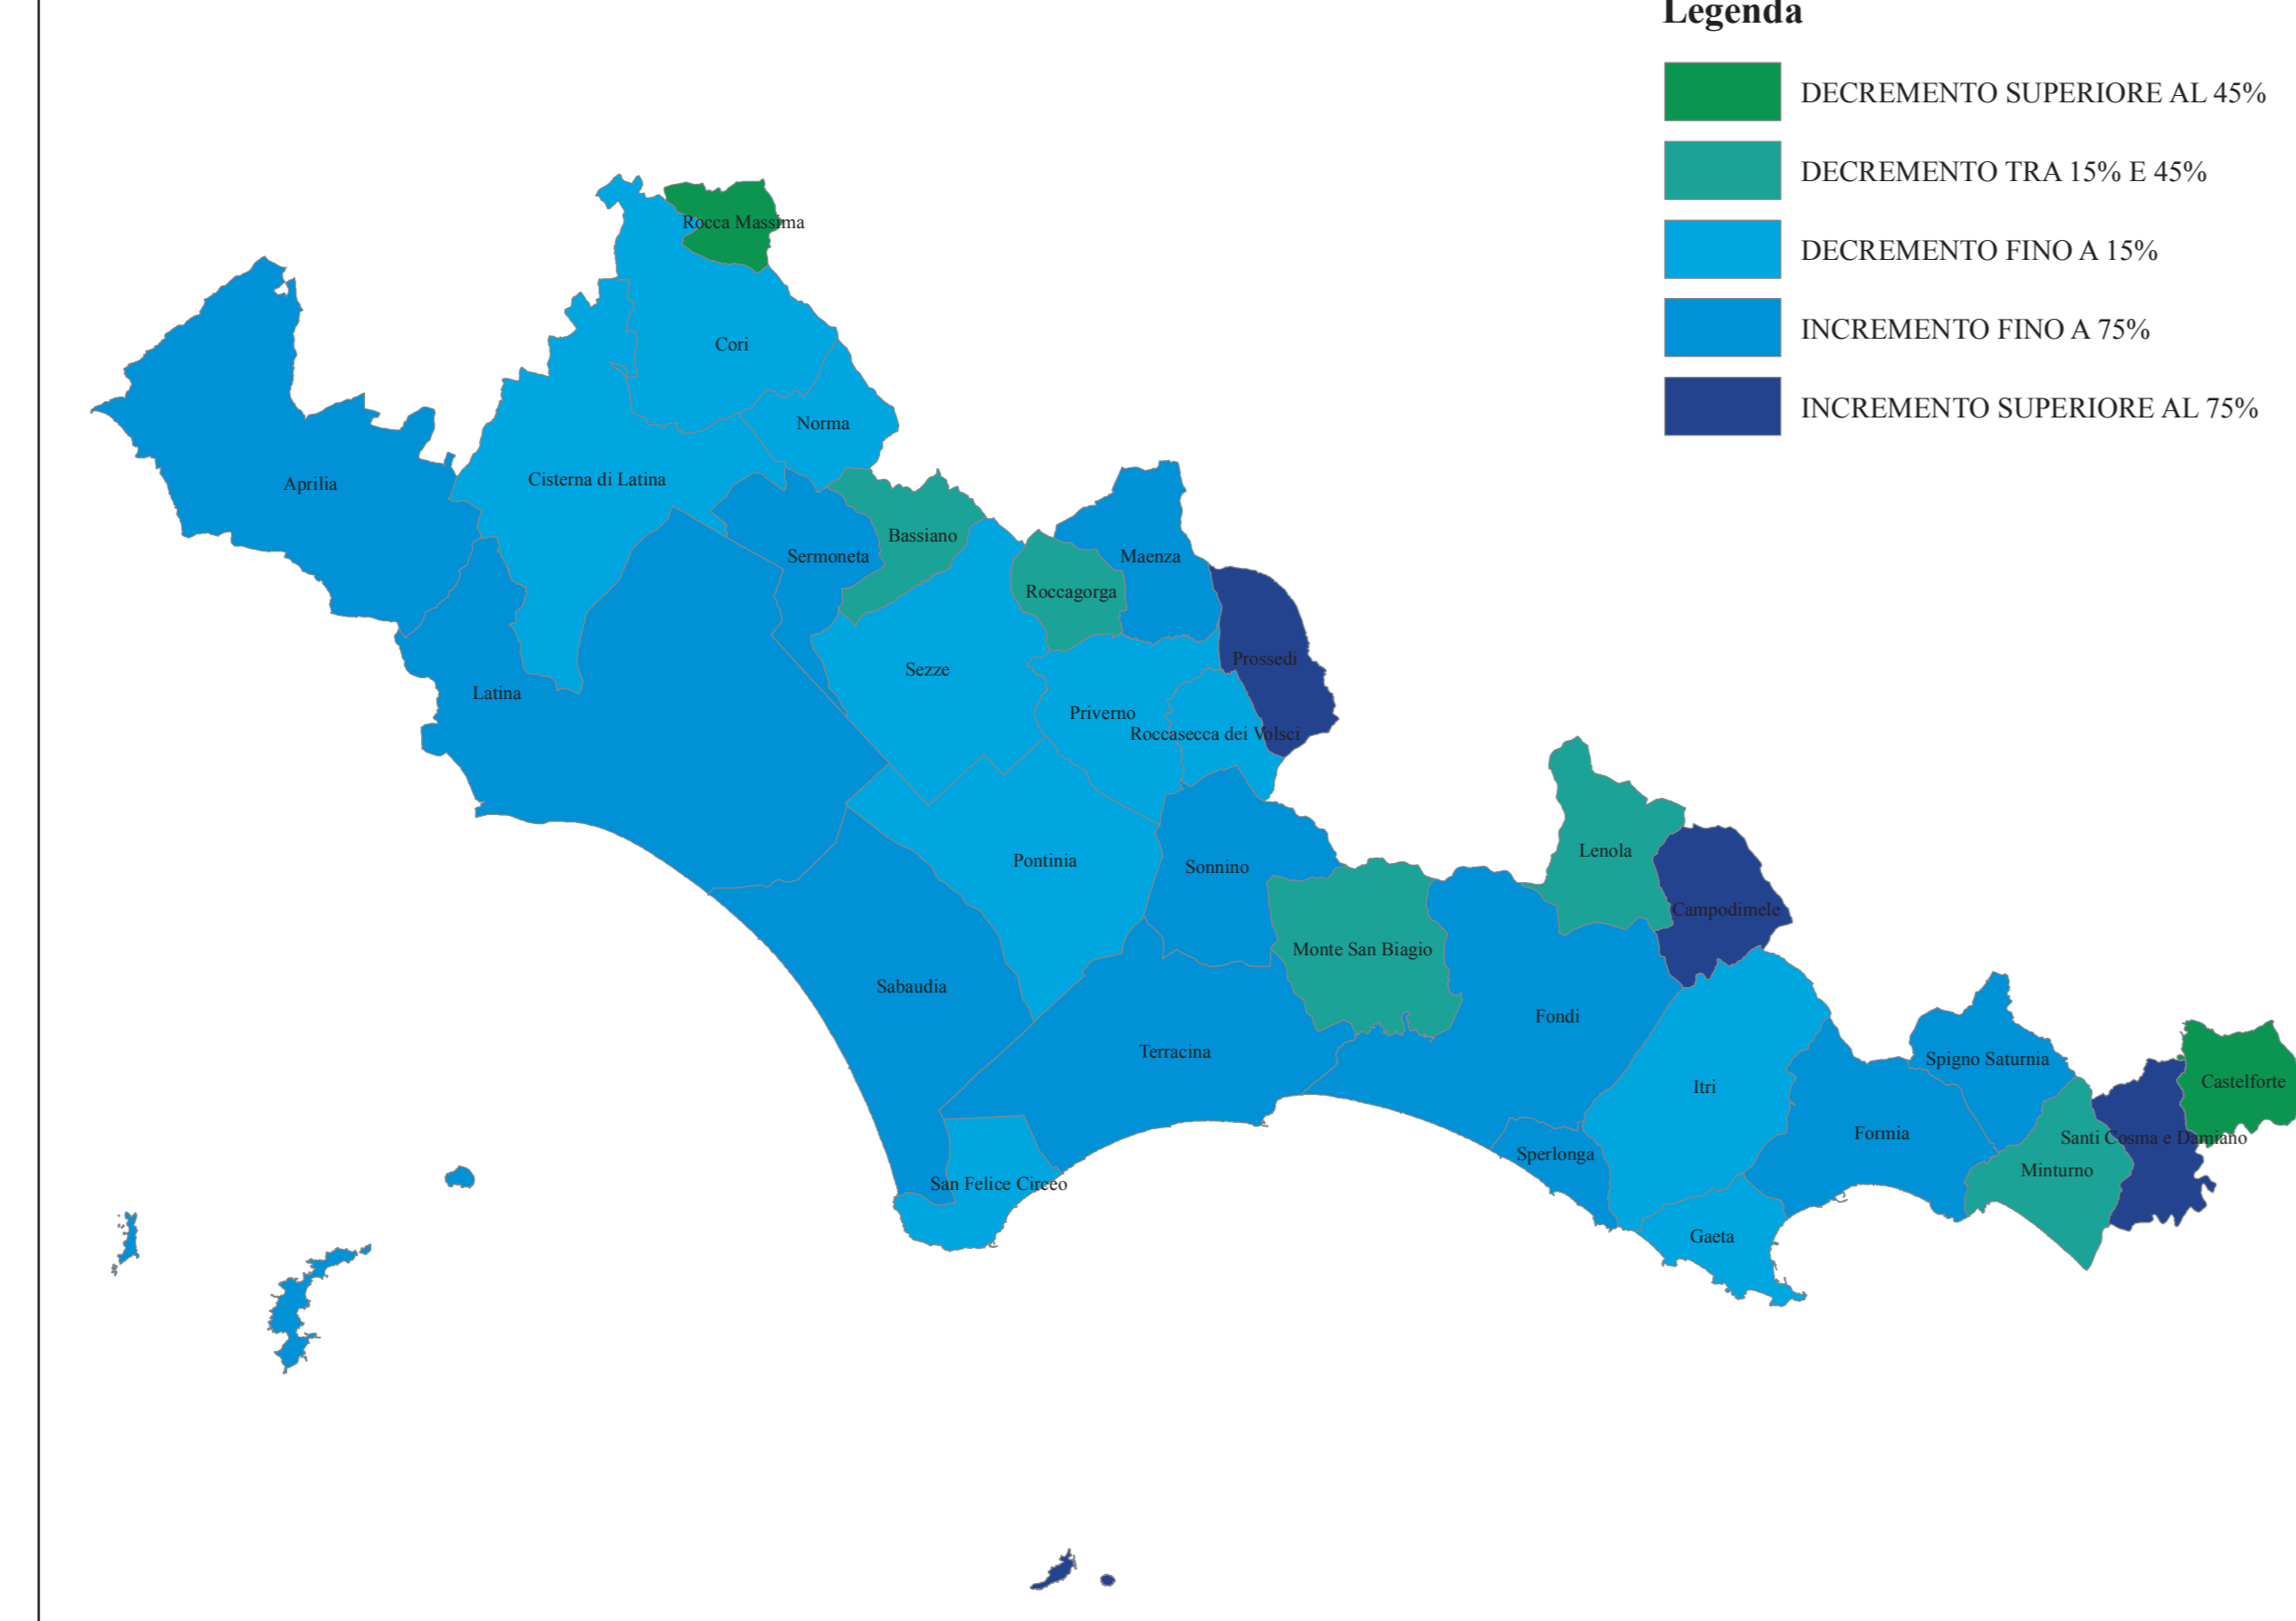 Legenda
DECREMENTO SUPERIORE AL 45%
DECREMENTO TRA 15% E 45%
DECREMENTO FINO A 15%
INCREMENTO FINO A 75%
INCREMENTO SUPERIORE AL 75%
Rocca Massima
Cori
Norma
Cisterna di Latina
Aprilia
Bassiano
Sermoneta
Maenza
Roccagorga
Prossedi
Sezze
Latina
Priverno
Roccasecca dei Volsci
Lenola
Pontinia
Sonnino
Campodimele
Monte San Biagio
Sabaudia
Fondi
Terracina
Spigno Saturnia
Castelforte
Itri
Formia
Santi Cosma e Damiano
Sperlonga
Minturno
San Felice Circeo
Gaeta